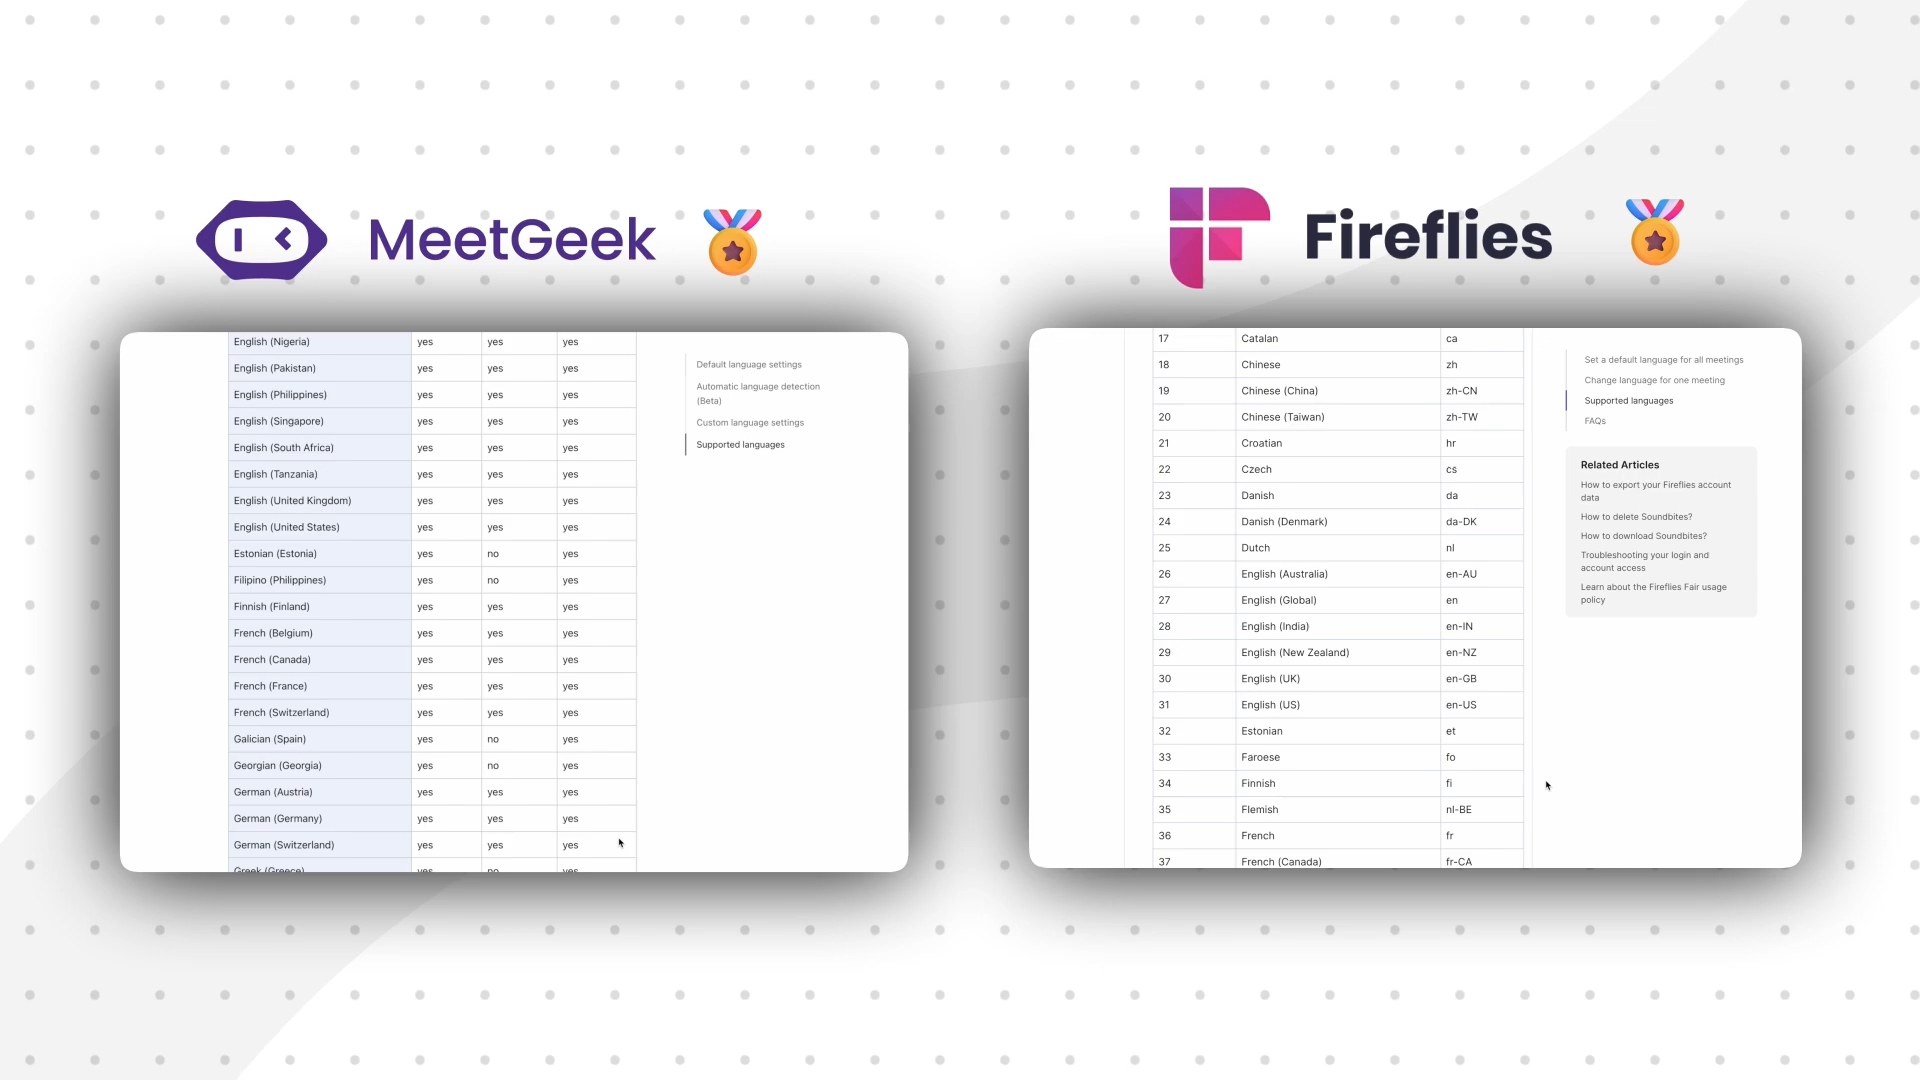 MeetGeek
Fireflies
English (Nigeria) yes yes yes
English (Pakistan) yes yes yes
English (Philippines) yes yes yes
English (Singapore) yes yes yes
English (South Africa) yes yes yes
English (Tanzania) yes yes yes
English (United Kingdom) yes yes yes
English (United States) yes yes yes
Estonian (Estonia) yes no yes
Filipino (Philippines) yes no yes
Finnish (Finland) yes yes yes
French (Belgium) yes yes yes
French (Canada) yes yes yes
French (France) yes yes yes
French (Switzerland) yes yes yes
Galician (Spain) yes no yes
Georgian (Georgia) yes no yes
German (Austria) yes yes yes
German (Germany) yes yes yes
German (Switzerland) yes yes yes
Greek (Greece) yes no yes
Default language settings
Automatic language detection
(Beta)
Custom language settings
Supported languages
17 Catalan ca
18 Chinese zh
19 Chinese (China) zh-CN
20 Chinese (Taiwan) zh-TW
21 Croatian hr
22 Czech cs
23 Danish da
24 Danish (Denmark) da-DK
25 Dutch nl
26 English (Australia) en-AU
27 English (Global) en
28 English (India) en-IN
29 English (New Zealand) en-NZ
30 English (UK) en-GB
31 English (US) en-US
32 Estonian et
33 Faroese fo
34 Finnish fi
35 Flemish nl-BE
36 French fr
37 French (Canada) fr-CA
Set a default language for all meetings
Change language for one meeting
Supported languages
FAQs
Related Articles
How to export your Fireflies account
data
How to delete Soundbites?
How to download Soundbites?
Troubleshooting your login and
account access
Learn about the Fireflies Fair usage
policy